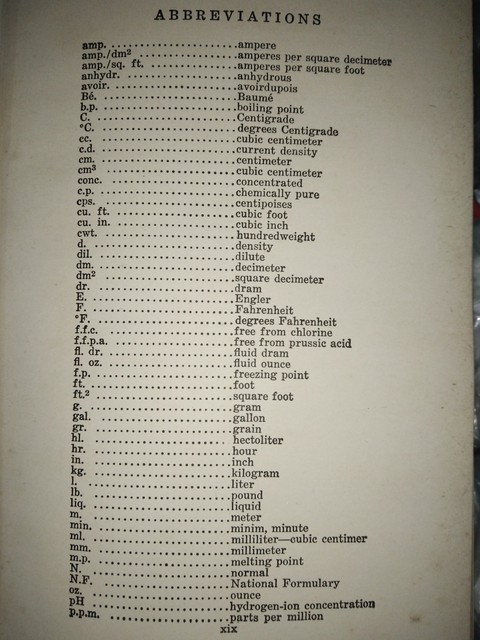 ABBREVIATIONS
amp. ........................ampere
amp./dm² ....................amperes per square decimeter
amp./sq. ft. ................amperes per square foot
anhydr. .....................anhydrous
avoir. ......................avoirdupois
Bé. .........................Baumé
b.p. ........................boiling point
C. ..........................Centigrade
°C. .........................degrees Centigrade
cc. .........................cubic centimeter
c.d. ........................current density
cm. .........................centimeter
cm³ .........................cubic centimeter
conc. .......................concentrated
c.p. ........................chemically pure
cps. ........................centipoises
cu. ft. .....................cubic foot
cu. in. .....................cubic inch
cwt. ........................hundredweight
d. ..........................density
dil. ........................dilute
dm. .........................decimeter
dm² .........................square decimeter
dr. .........................dram
E. ..........................Engler
F. ..........................Fahrenheit
°F. .........................degrees Fahrenheit
f.f.c. ......................free from chlorine
f.f.p.a. ....................free from prussic acid
fl. dr. .....................fluid dram
fl. oz. .....................fluid ounce
f.p. ........................freezing point
ft. .........................foot
ft.² ........................square foot
g. ..........................gram
gal. ........................gallon
gr. .........................grain
hl. .........................hectoliter
hr. .........................hour
in. .........................inch
kg. .........................kilogram
l. ..........................liter
lb. .........................pound
liq. ........................liquid
m. ..........................meter
min. ........................minim, minute
ml. .........................milliliter—cubic centimer
mm. .........................millimeter
m.p. ........................melting point
N. ..........................normal
N.F. ........................National Formulary
oz. .........................ounce
pH ..........................hydrogen-ion concentration
p.p.m. ......................parts per million
xix